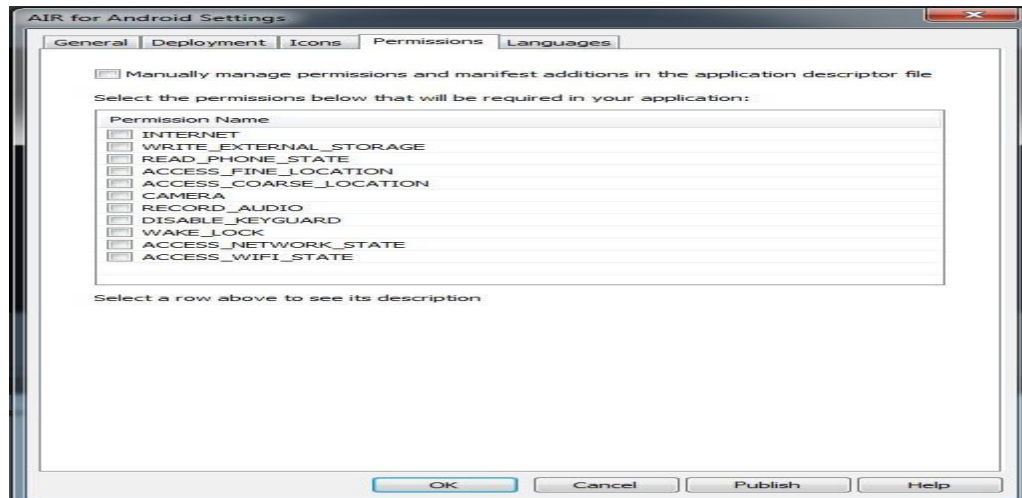 AIR for Android Settings
General Deployment Icons Permissions Languages
Manually manage permissions and manifest additions in the application descriptor file
Select the permissions below that will be required in your application:
Permission Name
INTERNET
WRITE_EXTERNAL_STORAGE
READ_PHONE_STATE
ACCESS_FINE_LOCATION
ACCESS_COARSE_LOCATION
CAMERA
RECORD_AUDIO
DISABLE_KEYGUARD
WAKE_LOCK
ACCESS_NETWORK_STATE
ACCESS_WIFI_STATE
Select a row above to see its description
OK Cancel Publish Help